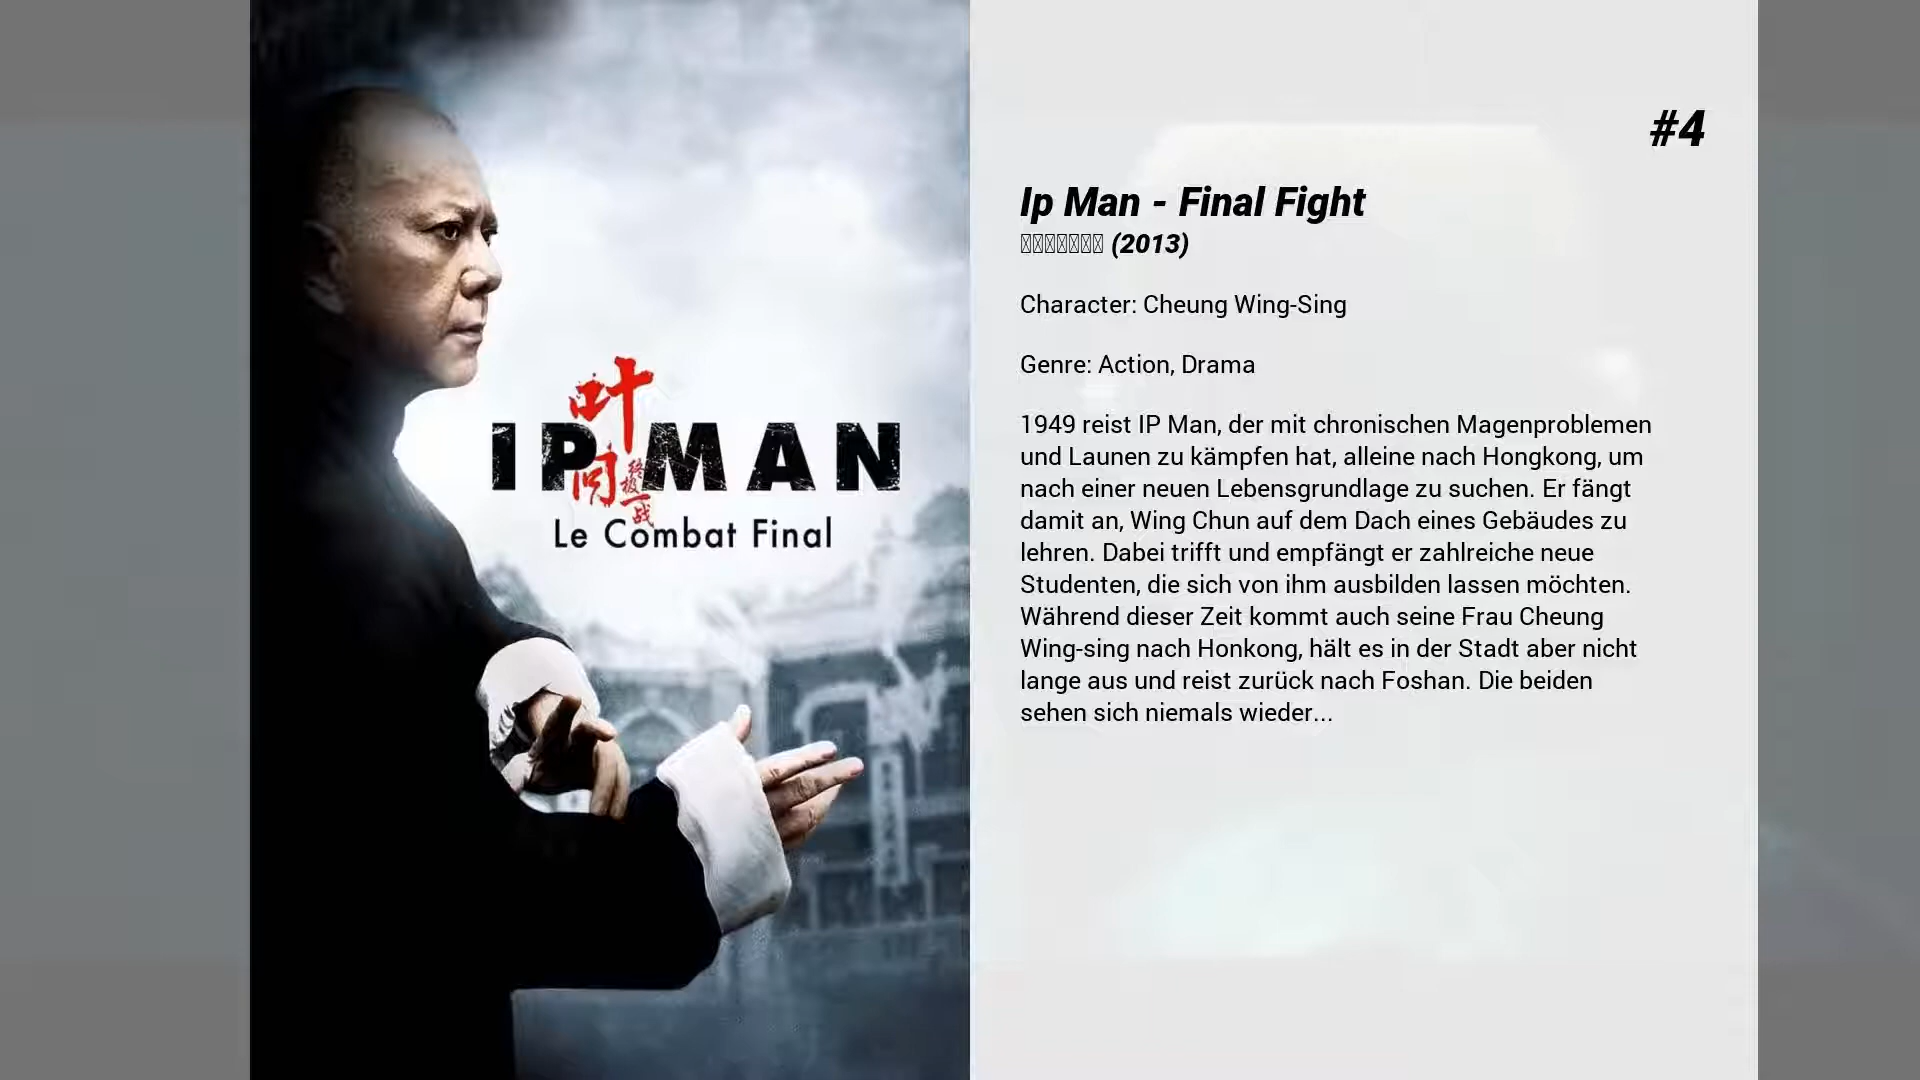 叶
IP MAN
问
终极一战
Le Combat Final
#4
Ip Man - Final Fight
(2013)
Character: Cheung Wing-Sing
Genre: Action, Drama
1949 reist IP Man, der mit chronischen Magenproblemen
und Launen zu kämpfen hat, alleine nach Hongkong, um
nach einer neuen Lebensgrundlage zu suchen. Er fängt
damit an, Wing Chun auf dem Dach eines Gebäudes zu
lehren. Dabei trifft und empfängt er zahlreiche neue
Studenten, die sich von ihm ausbilden lassen möchten.
Während dieser Zeit kommt auch seine Frau Cheung
Wing-sing nach Honkong, hält es in der Stadt aber nicht
lange aus und reist zurück nach Foshan. Die beiden
sehen sich niemals wieder...